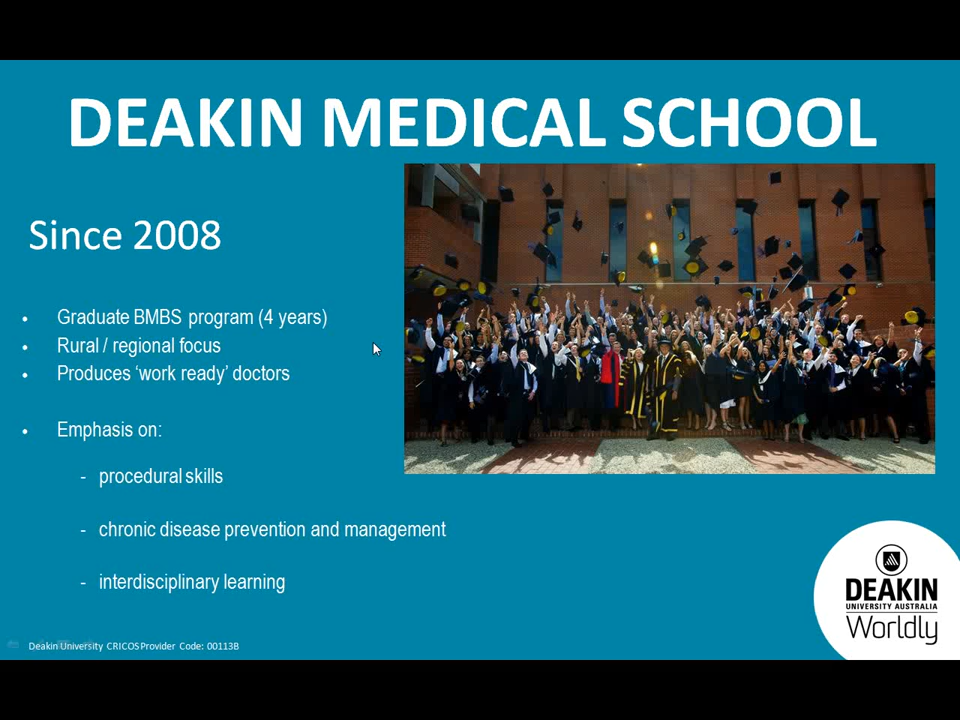 DEAKIN MEDICAL SCHOOL
Since 2008
• Graduate BMBS program (4 years)
• Rural / regional focus
• Produces ‘work ready’ doctors
• Emphasis on:
- procedural skills
- chronic disease prevention and management
- interdisciplinary learning
DEAKIN
UNIVERSITY AUSTRALIA
Worldly
Deakin University CRICOS Provider Code: 00113B